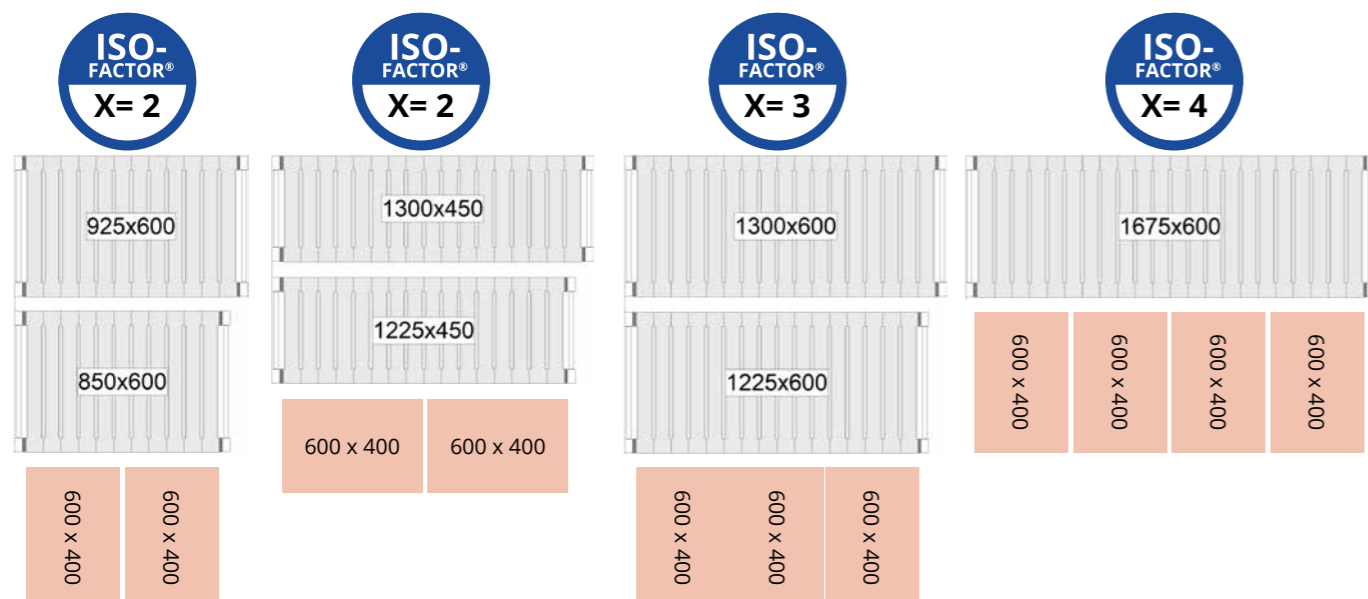 ISO-
FACTOR®
X= 2
925x600
850x600
600 x 400
600 x 400
ISO-
FACTOR®
X= 2
1300x450
1225x450
600 x 400
600 x 400
ISO-
FACTOR®
X= 3
1300x600
1225x600
600 x 400
600 x 400
600 x 400
ISO-
FACTOR®
X= 4
1675x600
600 x 400
600 x 400
600 x 400
600 x 400